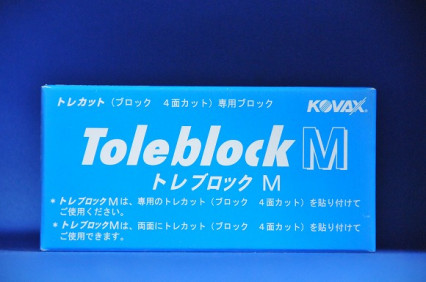 トレカット（ブロック　４面カット）専用ブロック
KOVAX®
Toleblock M
トレブロック M
＊トレブロックMは、専用のトレカット（ブロック　４面カット）を貼り付けて
ご使用ください。
＊トレブロックMは、両面にトレカット（ブロック　４面カット）を貼り付けて
ご使用できます。